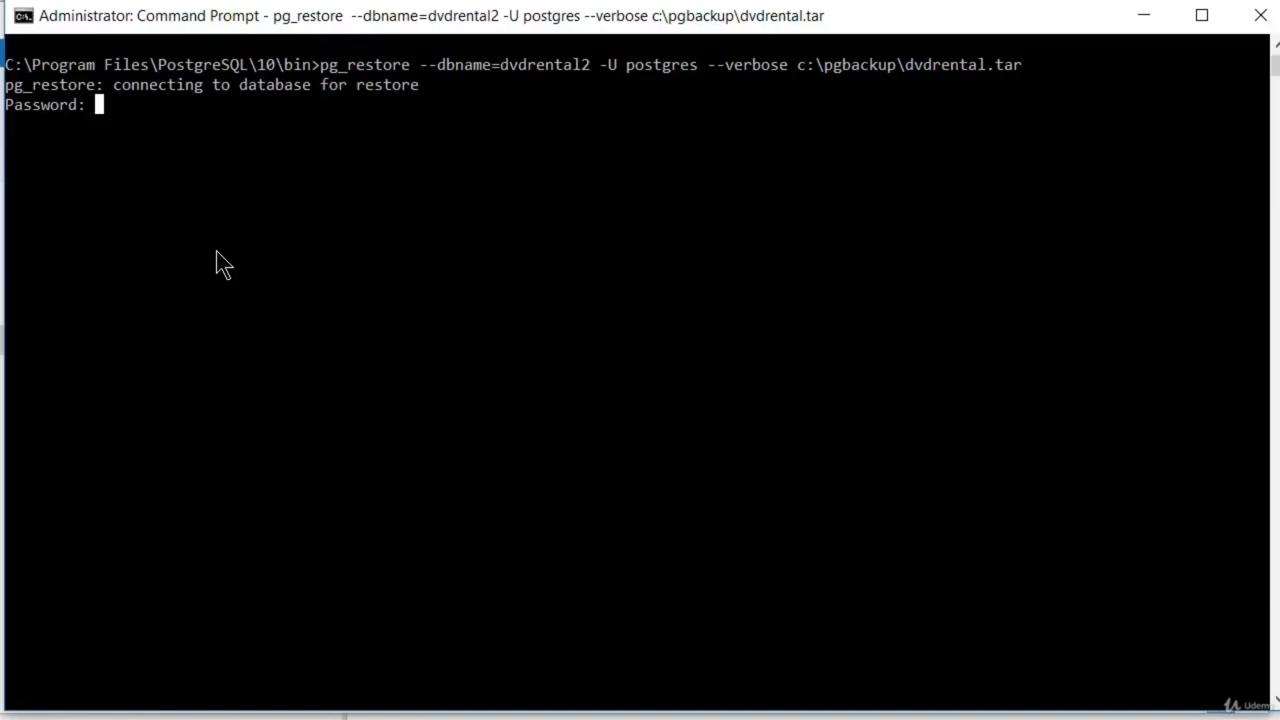 Administrator: Command Prompt - pg_restore --dbname=dvdrental2 -U postgres --verbose c:\pgbackup\dvdrental.tar
C:\Program Files\PostgreSQL\10\bin>pg_restore --dbname=dvdrental2 -U postgres --verbose c:\pgbackup\dvdrental.tar
pg_restore: connecting to database for restore
Password:
Udem